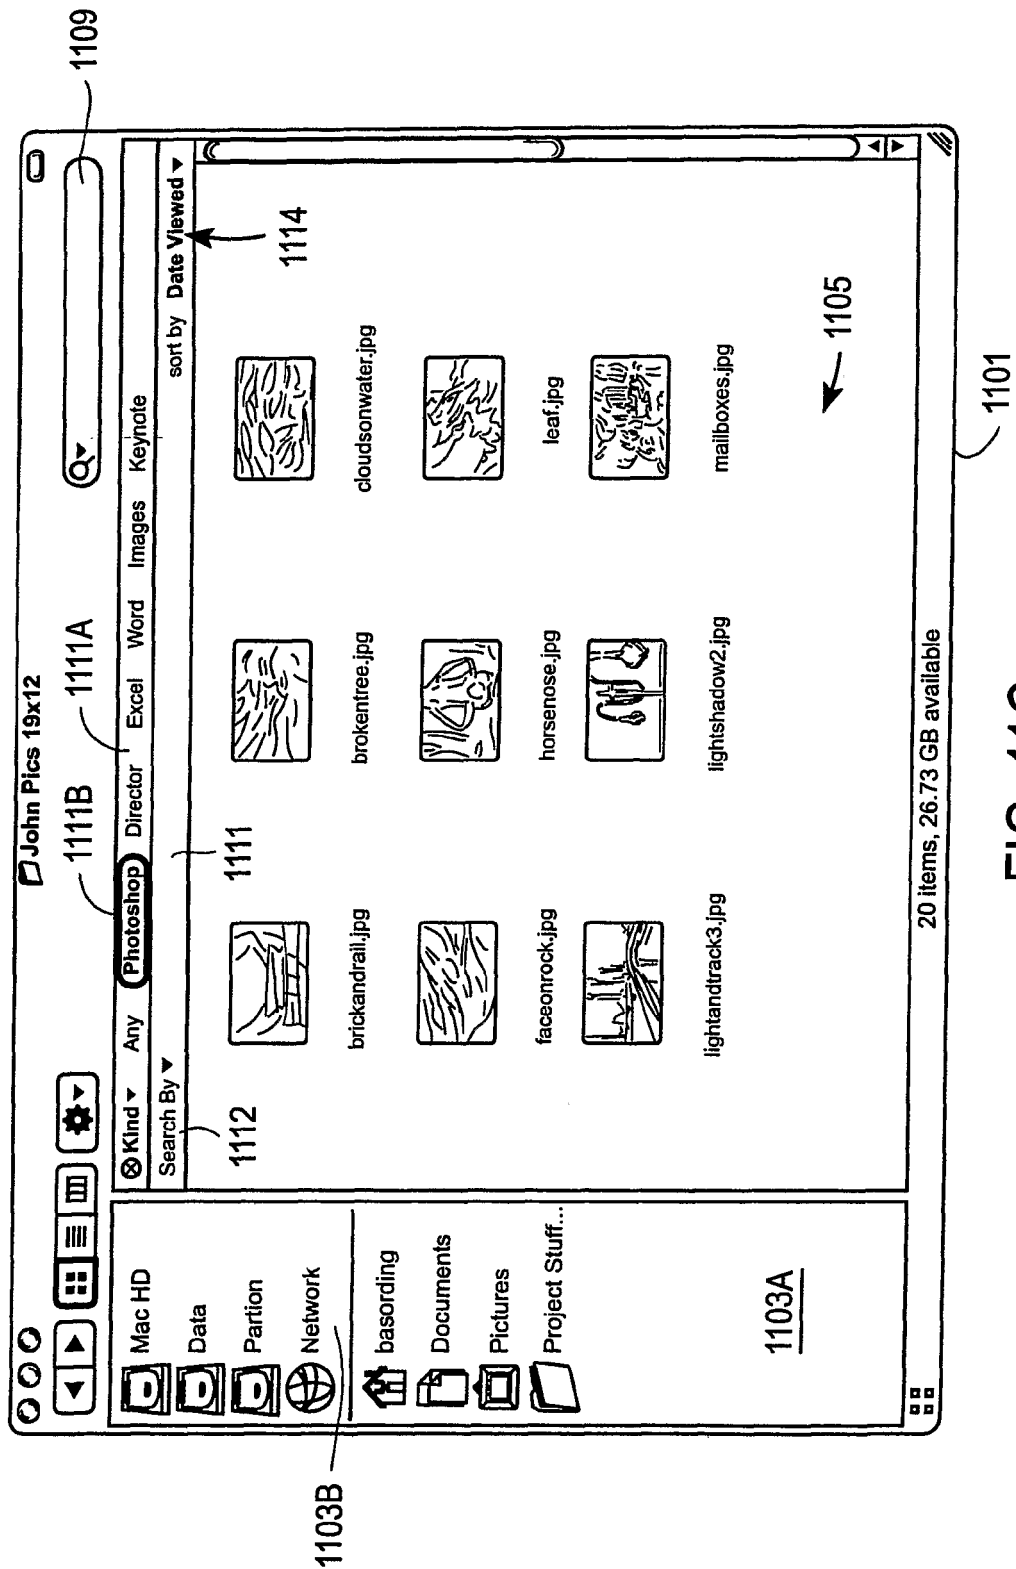 1109
John Pics 19x12
1111B
1111A
Kind Any Photoshop Director Excel Word Images Keynote
Search By
sort by Date Viewed
1112
1111
1114
Mac HD
Data
Partion
Network
basording
Documents
Pictures
Project Stuff...
1103A
1103B
brickandrail.jpg
brokentree.jpg
cloudsonwater.jpg
faceonrock.jpg
horsenose.jpg
leaf.jpg
lightandtrack3.jpg
lightshadow2.jpg
mailboxes.jpg
1105
20 items, 26.73 GB available
1101
FIG.